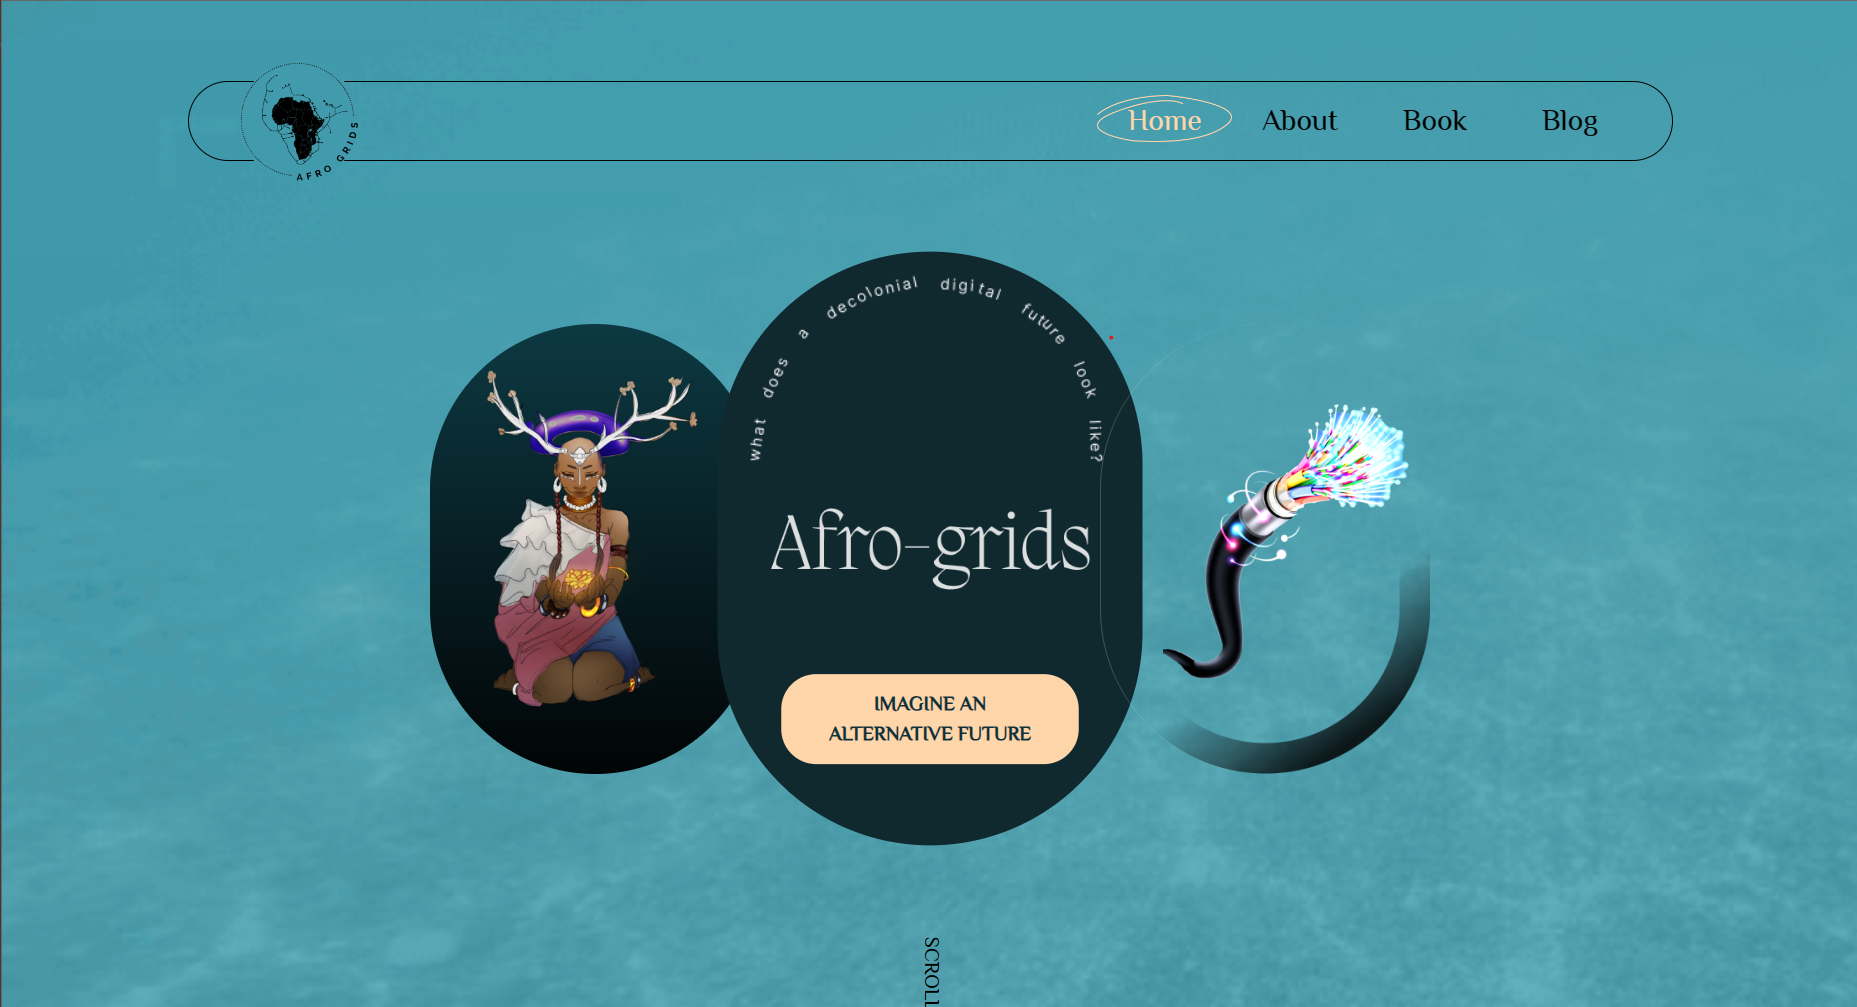 AFRO GRIDS
Home
About
Book
Blog
what does a decolonial digital future look like?
Afro-grids
IMAGINE AN
ALTERNATIVE FUTURE
SCROLL